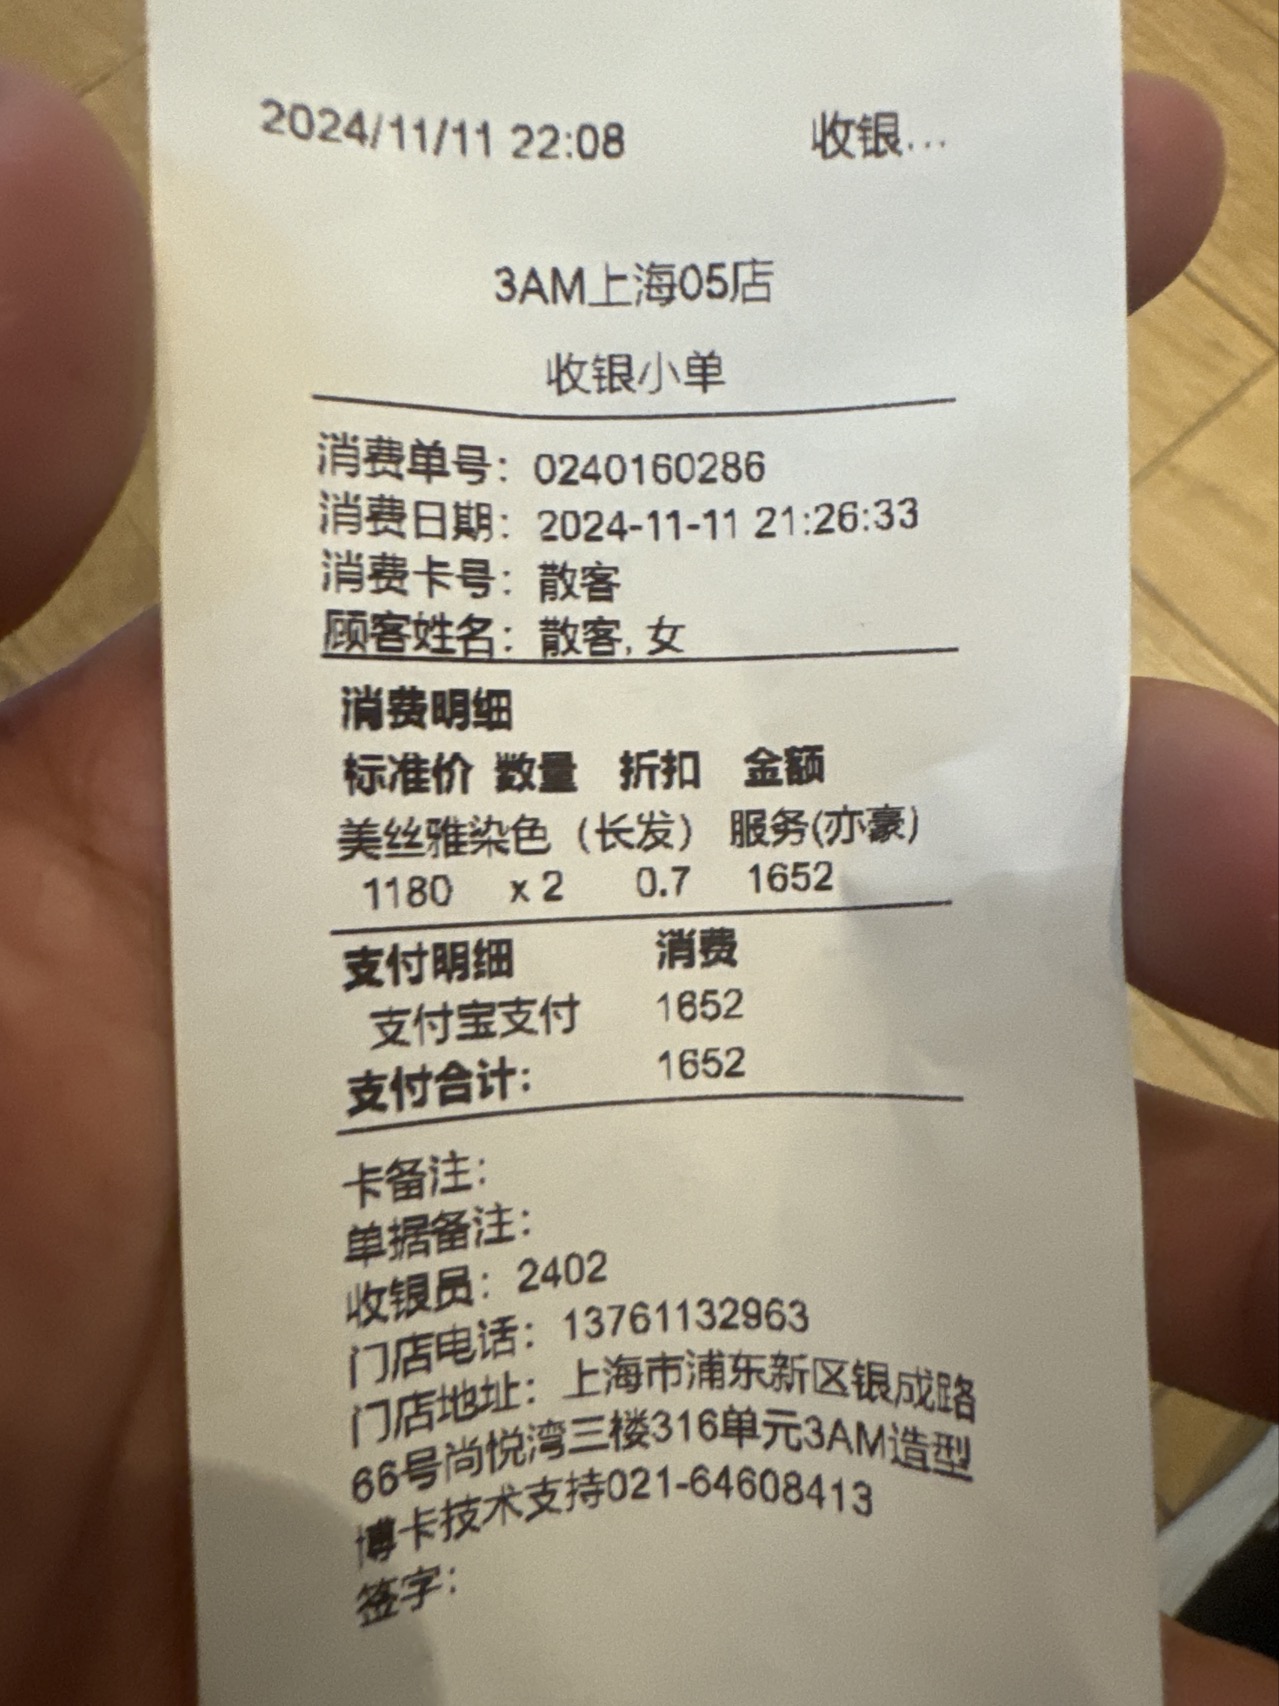 2024/11/11 22:08 收银...
3AM上海05店
收银小单
消费单号：0240160286
消费日期：2024-11-11 21:26:33
消费卡号：散客
顾客姓名：散客, 女
消费明细
标准价 数量 折扣 金额
美丝雅染色（长发） 服务(亦豪)
1180 x 2 0.7 1652
支付明细 消费
支付宝支付 1652
支付合计: 1652
卡备注:
单据备注:
收银员：2402
门店电话：13761132963
门店地址：上海市浦东新区银成路
66号尚悦湾三楼316单元3AM造型
博卡技术支持021-64608413
签字: